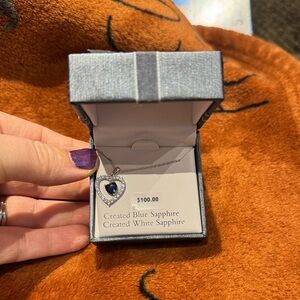 $100.00
Created Blue Sapphire
Created White Sapphire